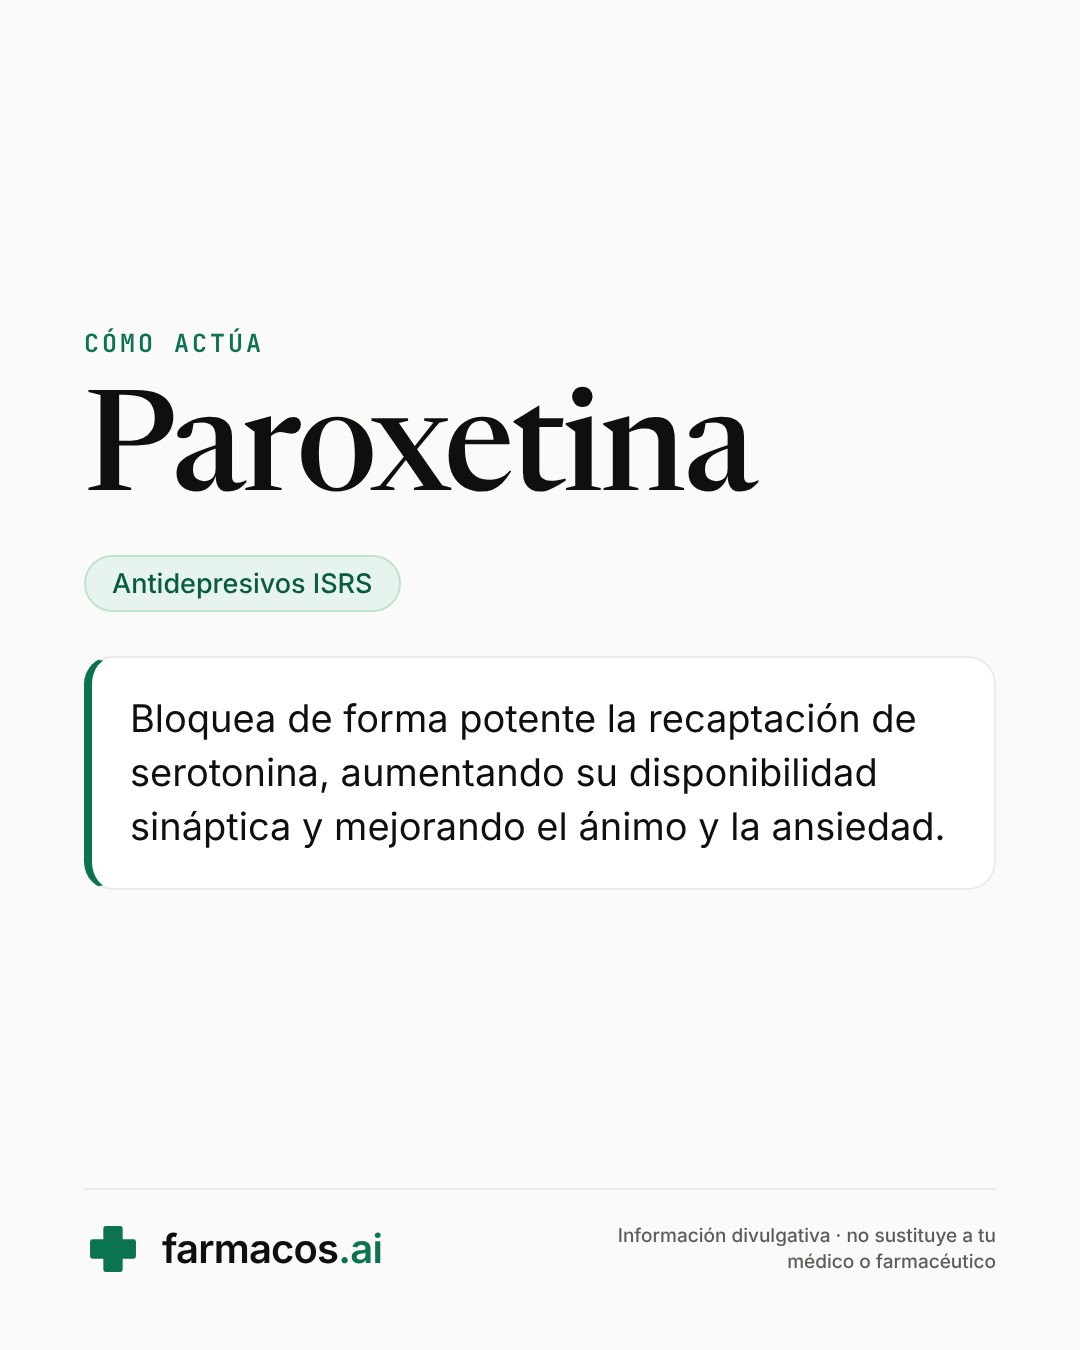 CÓMO ACTÚA
Paroxetina
Antidepresivos ISRS
Bloquea de forma potente la recaptación de
serotonina, aumentando su disponibilidad
sináptica y mejorando el ánimo y la ansiedad.
farmacos.ai
Información divulgativa · no sustituye a tu
médico o farmacéutico